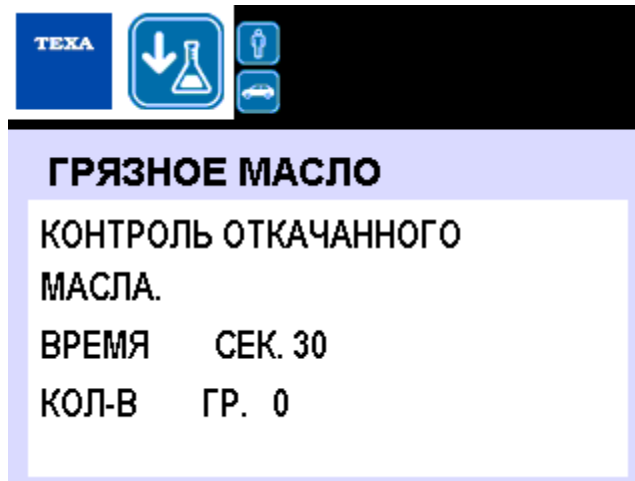 TEXA
ГРЯЗНОЕ МАСЛО
КОНТРОЛЬ ОТКАЧАННОГО
МАСЛА.
ВРЕМЯ СЕК. 30
КОЛ-В ГР. 0